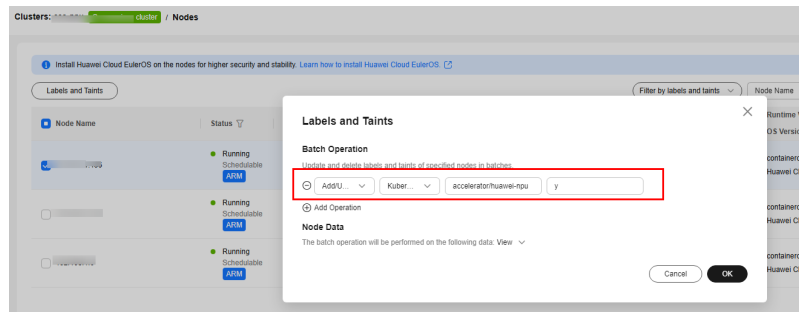 Clusters: cluster / Nodes
Install Huawei Cloud EulerOS on the nodes for higher security and stability. Learn how to install Huawei Cloud EulerOS.
Labels and Taints
Filter by labels and taints
Node Name
Node Name
Status
Runtime
OS
Running
Schedulable
ARM
Huawei
Running
Schedulable
ARM
Huawei
Running
Schedulable
ARM
Huawei
Labels and Taints
Batch Operation
Update and delete labels and taints of specified nodes in batches.
Add/U...
Kuber...
accelerator/huawei-npu
y
Add Operation
Node Data
The batch operation will be performed on the following data: View
Cancel
OK